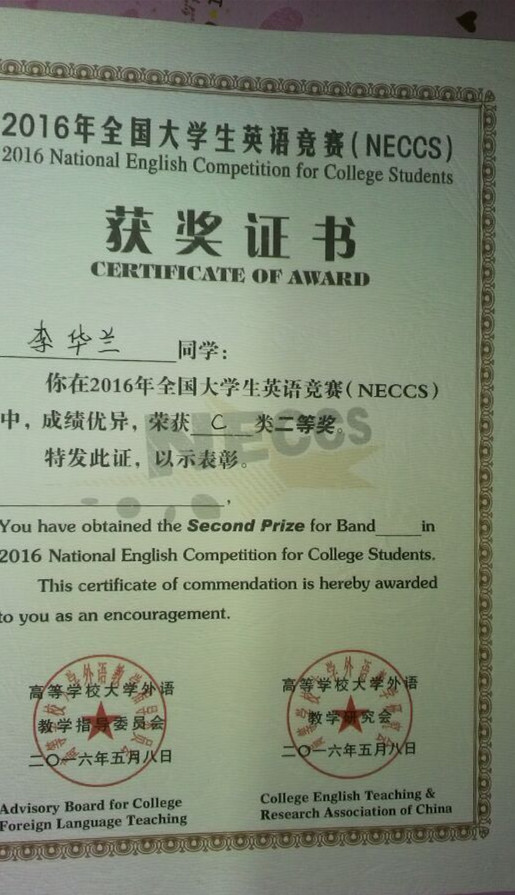 2016年全国大学生英语竞赛(NECCS)
2016 National English Competition for College Students
获奖证书
CERTIFICATE OF AWARD
李华兰 同学:
你在2016年全国大学生英语竞赛(NECCS)
中,成绩优异,荣获 C 类二等奖。
NECCS
特发此证,以示表彰。
,
You have obtained the Second Prize for Band in
2016 National English Competition for College Students.
This certificate of commendation is hereby awarded
to you as an encouragement.
高等学校大学外语
教学指导委员会
二〇一六年五月八日
Advisory Board for College
Foreign Language Teaching
高等学校大学外语
教学研究会
二〇一六年五月八日
College English Teaching &
Research Association of China